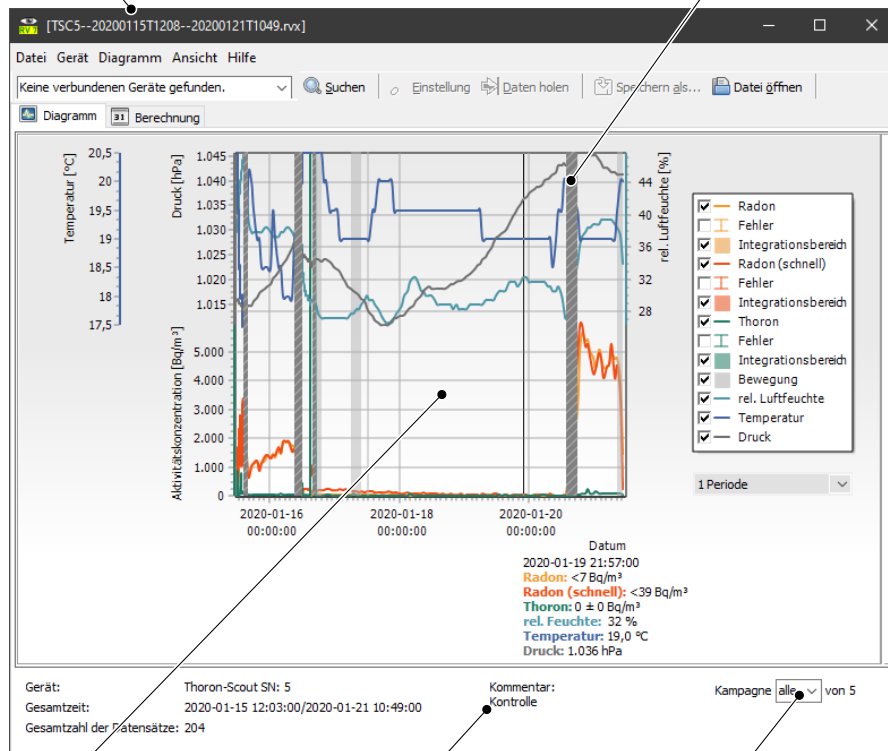 RV 7 [TSC5--20200115T1208--20200121T1049.rvx]
Datei Gerät Diagramm Ansicht Hilfe
Keine verbundenen Geräte gefunden. Suchen Einstellung Daten holen Speichern als... Datei öffnen
Diagramm 31 Berechnung
Temperatur [°C]
20,5
20
19,5
19
18,5
18
17,5
Druck [hPa]
1.045
1.040
1.035
1.030
1.025
1.020
1.015
Aktivitätskonzentration [Bq/m³]
5.000
4.000
3.000
2.000
1.000
0
rel. Luftfeuchte [%]
44
40
36
32
28
2020-01-16 2020-01-18 2020-01-20
00:00:00 00:00:00 00:00:00
Datum
Radon
Fehler
Integrationsbereich
Radon (schnell)
Fehler
Integrationsbereich
Thoron
Fehler
Integrationsbereich
Bewegung
rel. Luftfeuchte
Temperatur
Druck
1 Periode
2020-01-19 21:57:00
Radon: <7 Bq/m³
Radon (schnell): <39 Bq/m³
Thoron: 0 ± 0 Bq/m³
rel. Feuchte: 32 %
Temperatur: 19,0 °C
Druck: 1.036 hPa
Gerät: Thoron-Scout SN: 5
Gesamtzeit: 2020-01-15 12:03:00/2020-01-21 10:49:00
Gesamtzahl der Datensätze: 204
Kommentar:
Kontrolle
Kampagne alle von 5